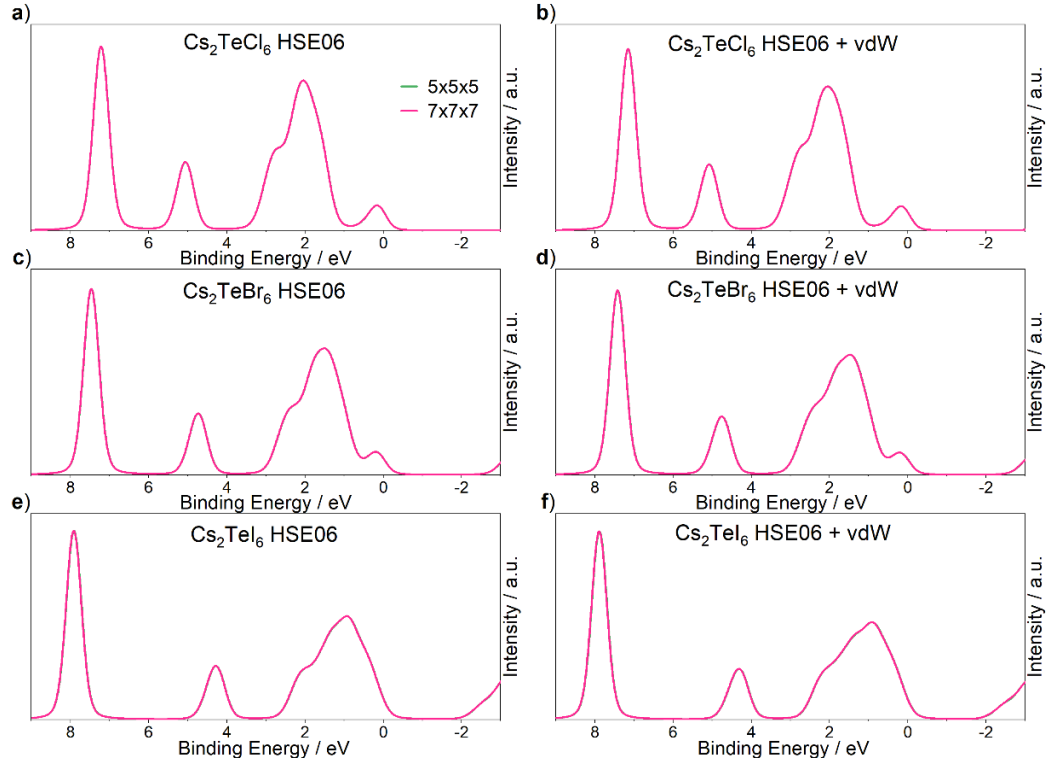 a)
Cs₂TeCl₆ HSE06
5x5x5
7x7x7
Intensity / a.u.
8 6 4 2 0 -2
Binding Energy / eV
b)
Cs₂TeCl₆ HSE06 + vdW
Intensity / a.u.
8 6 4 2 0 -2
Binding Energy / eV
c)
Cs₂TeBr₆ HSE06
Intensity / a.u.
8 6 4 2 0 -2
Binding Energy / eV
d)
Cs₂TeBr₆ HSE06 + vdW
Intensity / a.u.
8 6 4 2 0 -2
Binding Energy / eV
e)
Cs₂TeI₆ HSE06
Intensity / a.u.
8 6 4 2 0 -2
Binding Energy / eV
f)
Cs₂TeI₆ HSE06 + vdW
Intensity / a.u.
8 6 4 2 0 -2
Binding Energy / eV